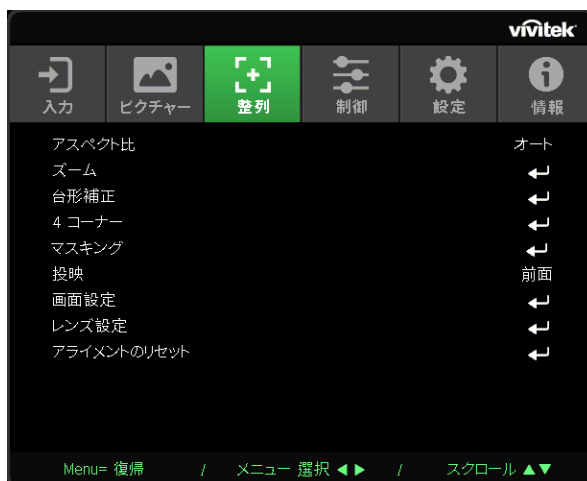 vivitek
入力 ピクチャー 整列 制御 設定 情報
アスペクト比 オート
ズーム
台形補正
4 コーナー
マスキング
投映 前面
画面設定
レンズ設定
アライメントのリセット
Menu= 復帰 / メニュー 選択 ◀ ▶ / スクロール ▲▼